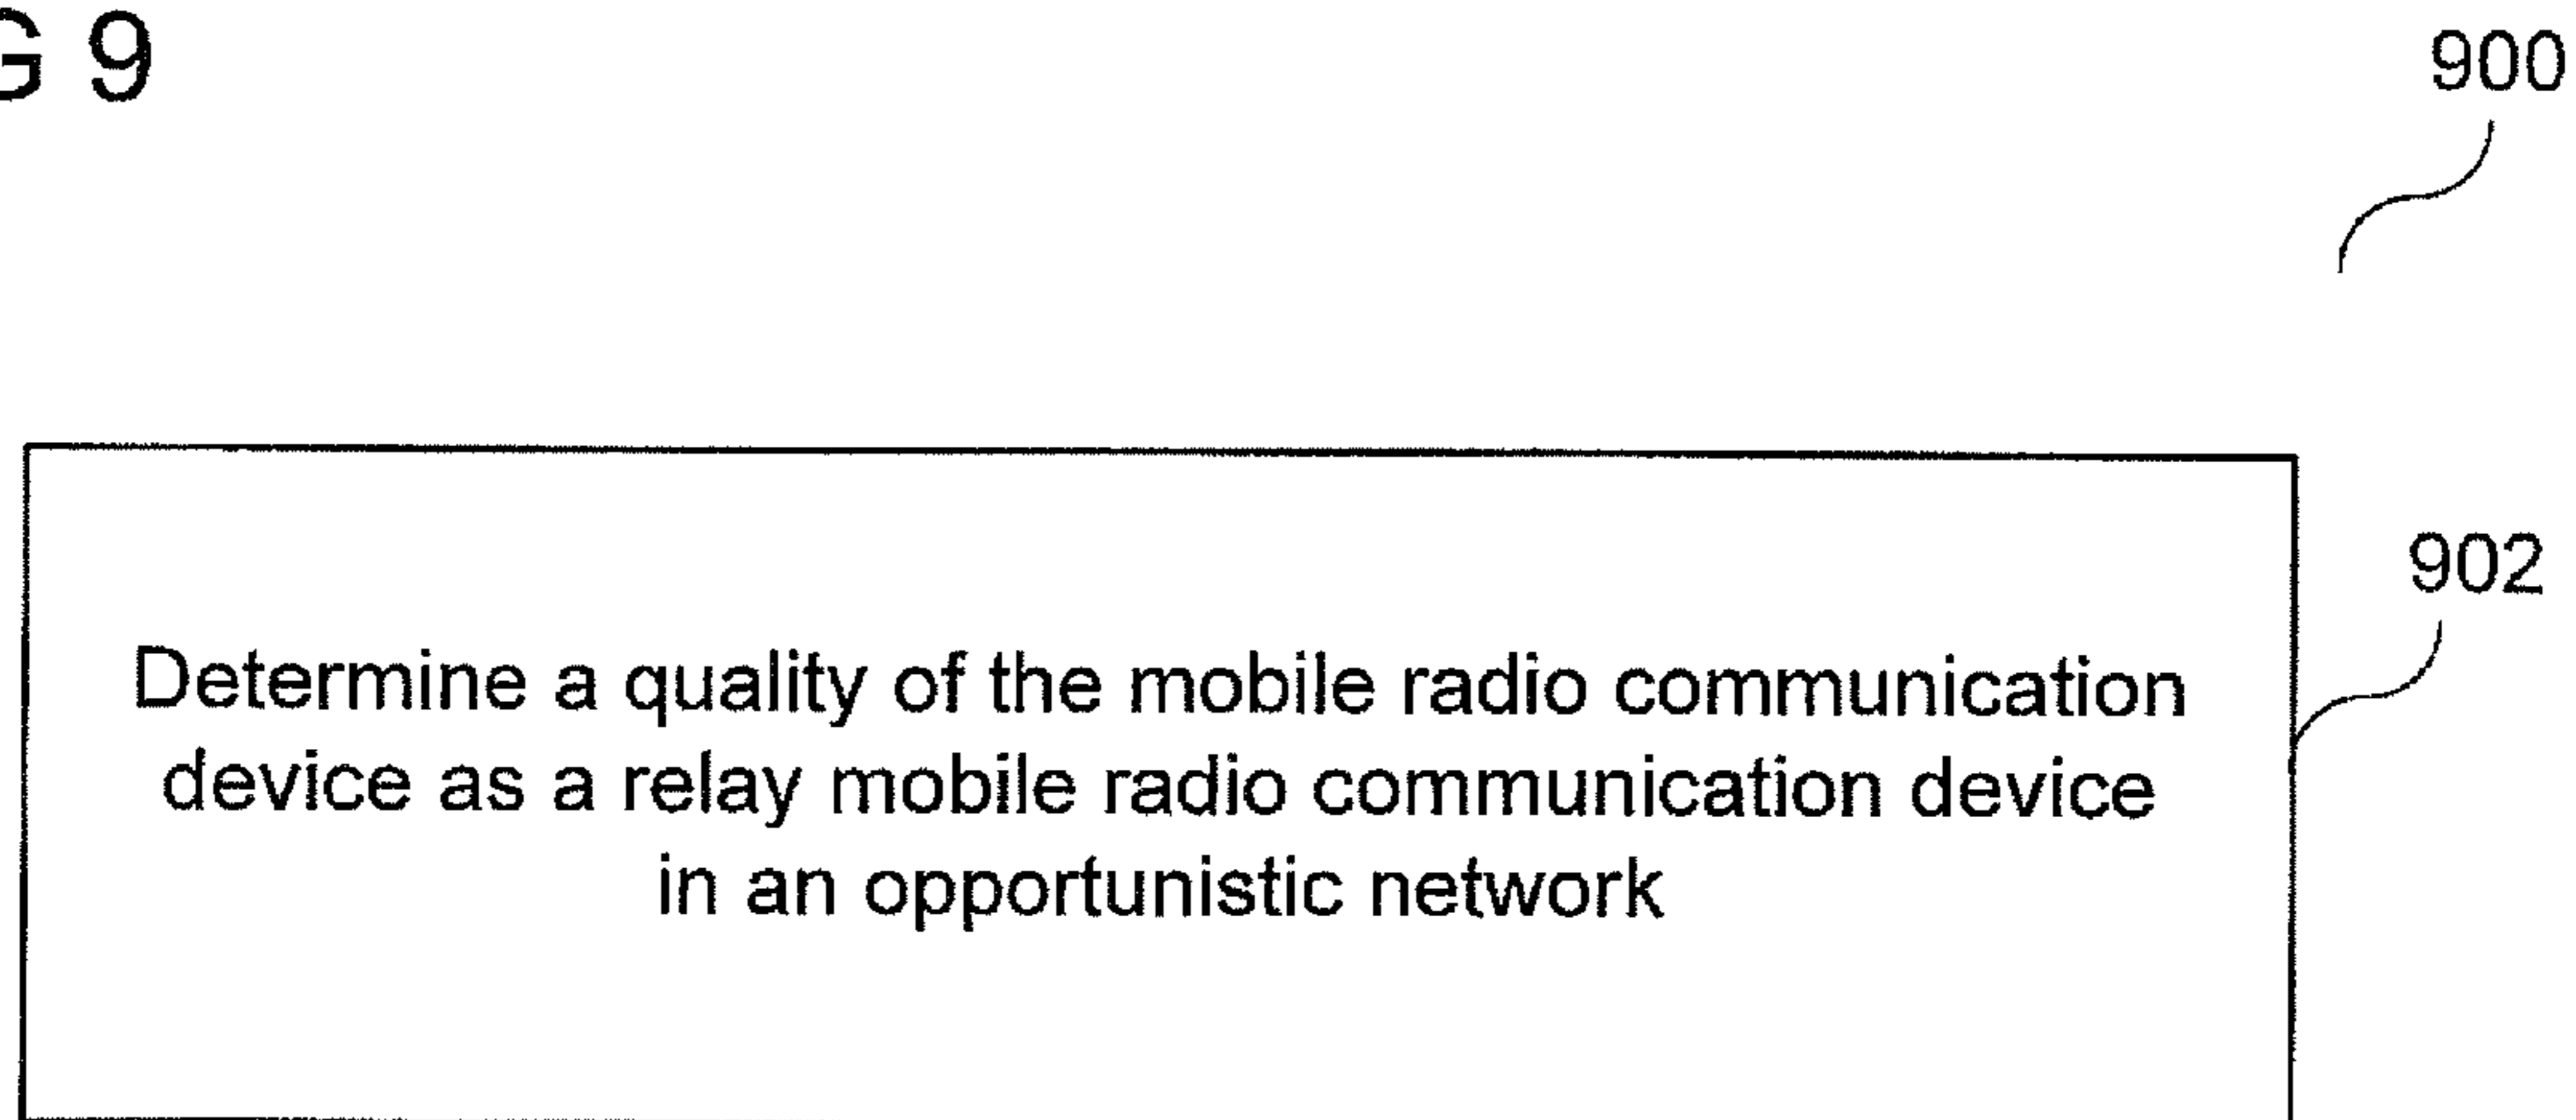 G 9
900
902
Determine a quality of the mobile radio communication
device as a relay mobile radio communication device
in an opportunistic network